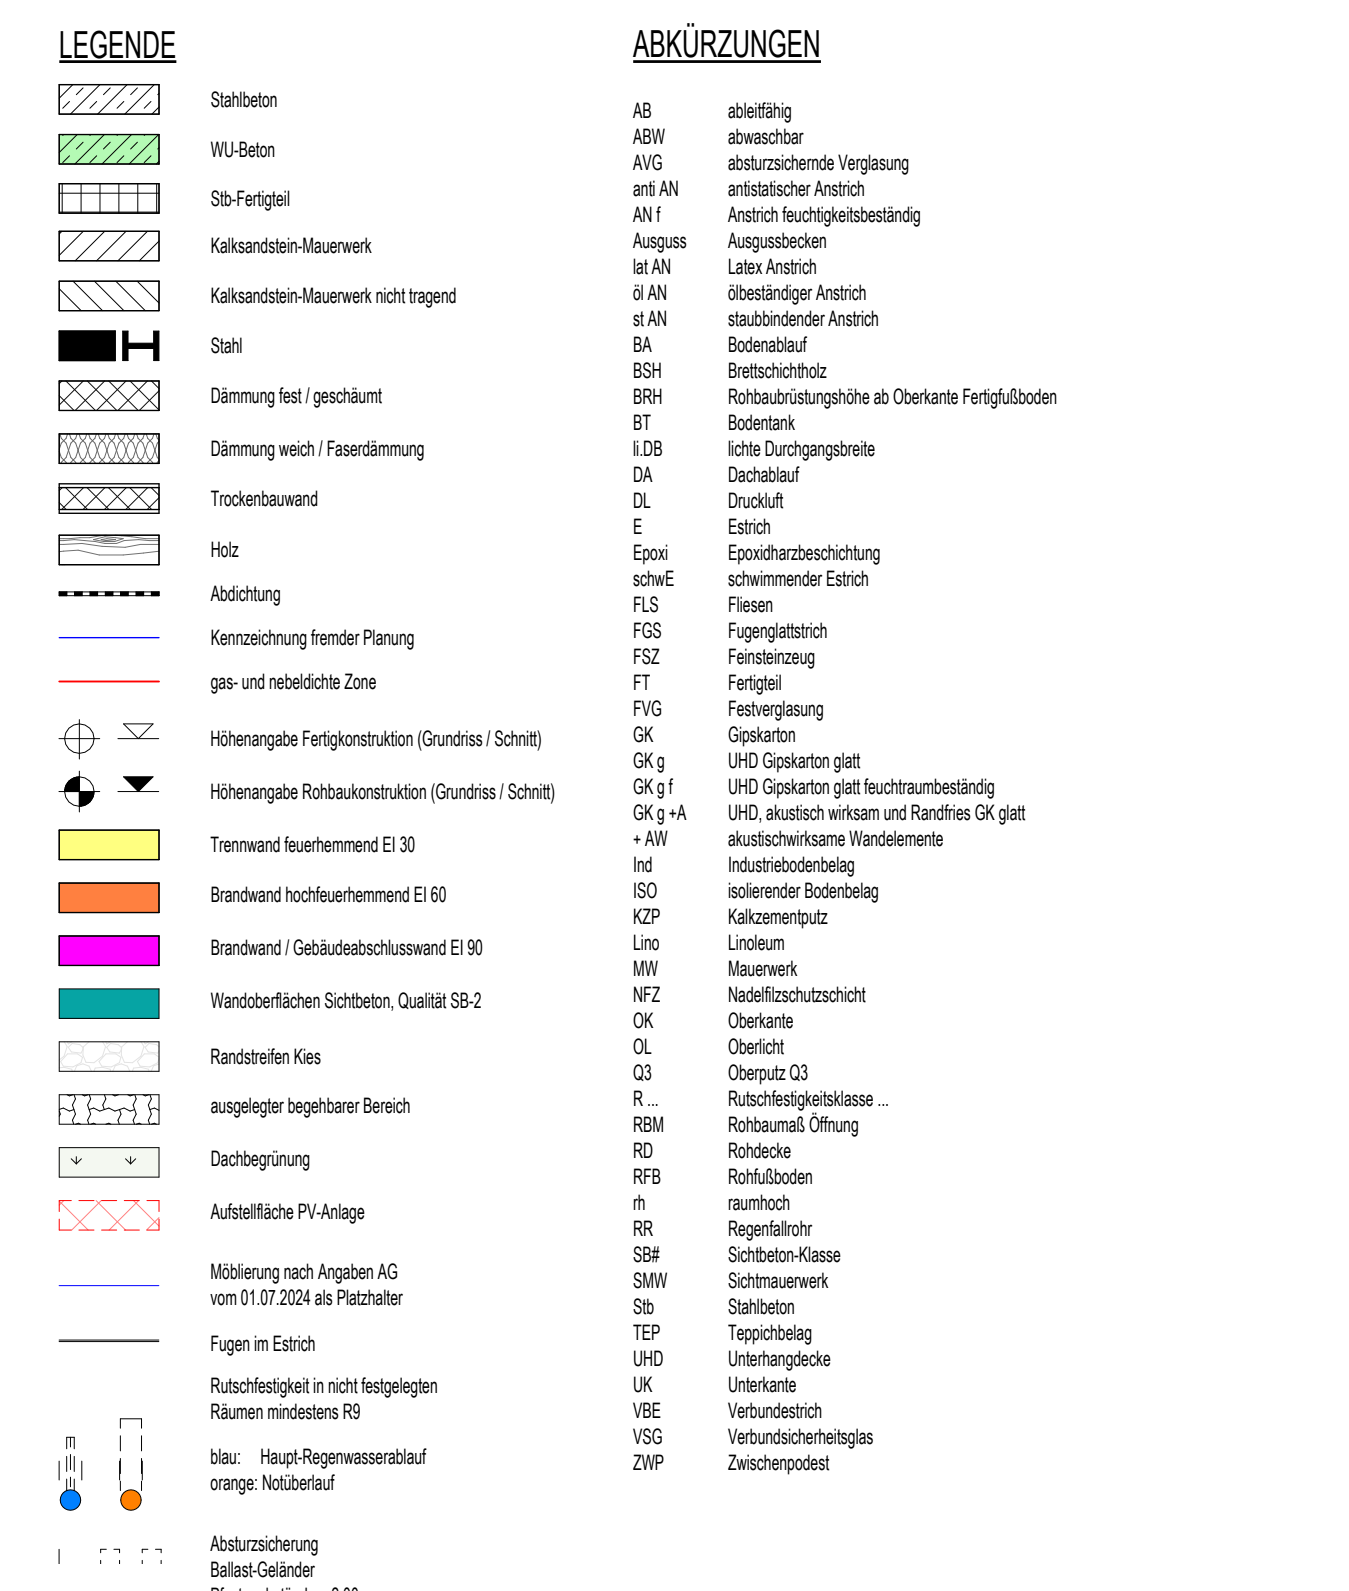 LEGENDE
Stahlbeton
WU-Beton
Stb-Fertigteil
Kalksandstein-Mauerwerk
Kalksandstein-Mauerwerk nicht tragend
Stahl
Dämmung fest / geschäumt
Dämmung weich / Faserdämmung
Trockenbauwand
Holz
Abdichtung
Kennzeichnung fremder Planung
gas- und nebeldichte Zone
Höhenangabe Fertigkonstruktion (Grundriss / Schnitt)
Höhenangabe Rohbaukonstruktion (Grundriss / Schnitt)
Trennwand feuerhemmend EI 30
Brandwand hochfeuerhemmend EI 60
Brandwand / Gebäudeabschlusswand EI 90
Wandoberflächen Sichtbeton, Qualität SB-2
Randstreifen Kies
ausgelegter begehbarer Bereich
Dachbegrünung
Aufstellfläche PV-Anlage
Möblierung nach Angaben AG
vom 01.07.2024 als Platzhalter
Fugen im Estrich
Rutschfestigkeit in nicht festgelegten
Räumen mindestens R9
blau: Haupt-Regenwasserablauf
orange: Notüberlauf
Absturzsicherung
Ballast-Geländer
ABKÜRZUNGEN
AB ableitfähig
ABW abwaschbar
AVG absturzsichernde Verglasung
anti AN antistatischer Anstrich
AN f Anstrich feuchtigkeitsbeständig
Ausguss Ausgussbecken
lat AN Latex Anstrich
öl AN ölbeständiger Anstrich
st AN staubbindender Anstrich
BA Bodenablauf
BSH Brettschichtholz
BRH Rohbaubrüstungshöhe ab Oberkante Fertigfußboden
BT Bodentank
li.DB lichte Durchgangsbreite
DA Dachablauf
DL Druckluft
E Estrich
Epoxi Epoxidharzbeschichtung
schwE schwimmender Estrich
FLS Fliesen
FGS Fugenglattstrich
FSZ Feinsteinzeug
FT Fertigteil
FVG Festverglasung
GK Gipskarton
GK g UHD Gipskarton glatt
GK g f UHD Gipskarton glatt feuchtraumbeständig
GK g +A UHD, akustisch wirksam und Randfries GK glatt
+ AW akustischwirksame Wandelemente
Ind Industriebodenbelag
ISO isolierender Bodenbelag
KZP Kalkzementputz
Lino Linoleum
MW Mauerwerk
NFZ Nadelfilzschutzschicht
OK Oberkante
OL Oberlicht
Q3 Oberputz Q3
R ... Rutschfestigkeitsklasse ...
RBM Rohbaumaß Öffnung
RD Rohdecke
RFB Rohfußboden
rh raumhoch
RR Regenfallrohr
SB# Sichtbeton-Klasse
SMW Sichtmauerwerk
Stb Stahlbeton
TEP Teppichbelag
UHD Unterhangdecke
UK Unterkante
VBE Verbundestrich
VSG Verbundsicherheitsglas
ZWP Zwischenpodest